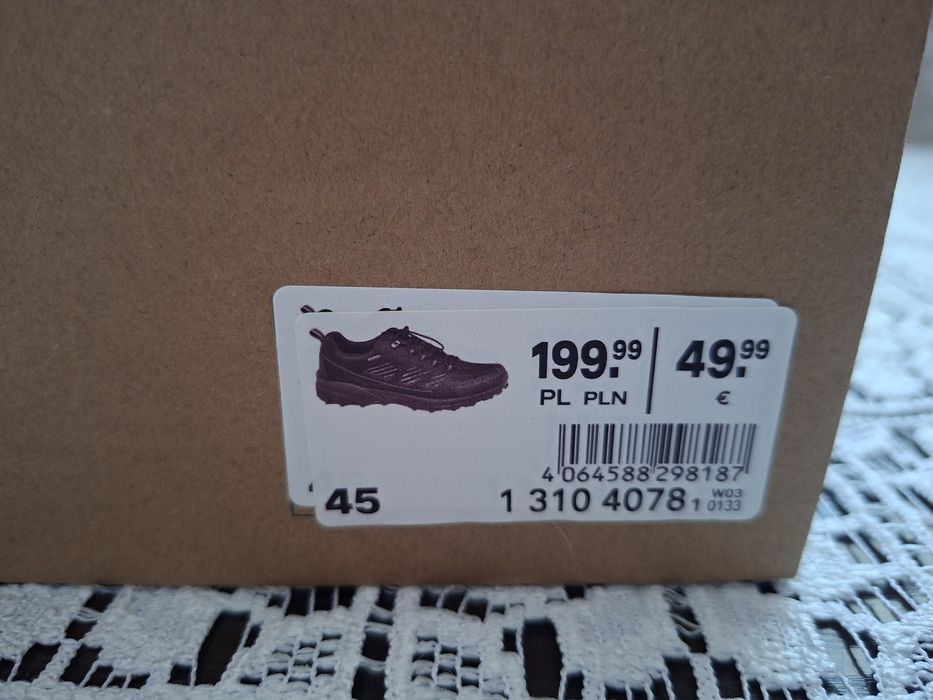 199.99 | 49.99
PL PLN €
4 064588 298187
45 1 310 4078 1 W03
0133